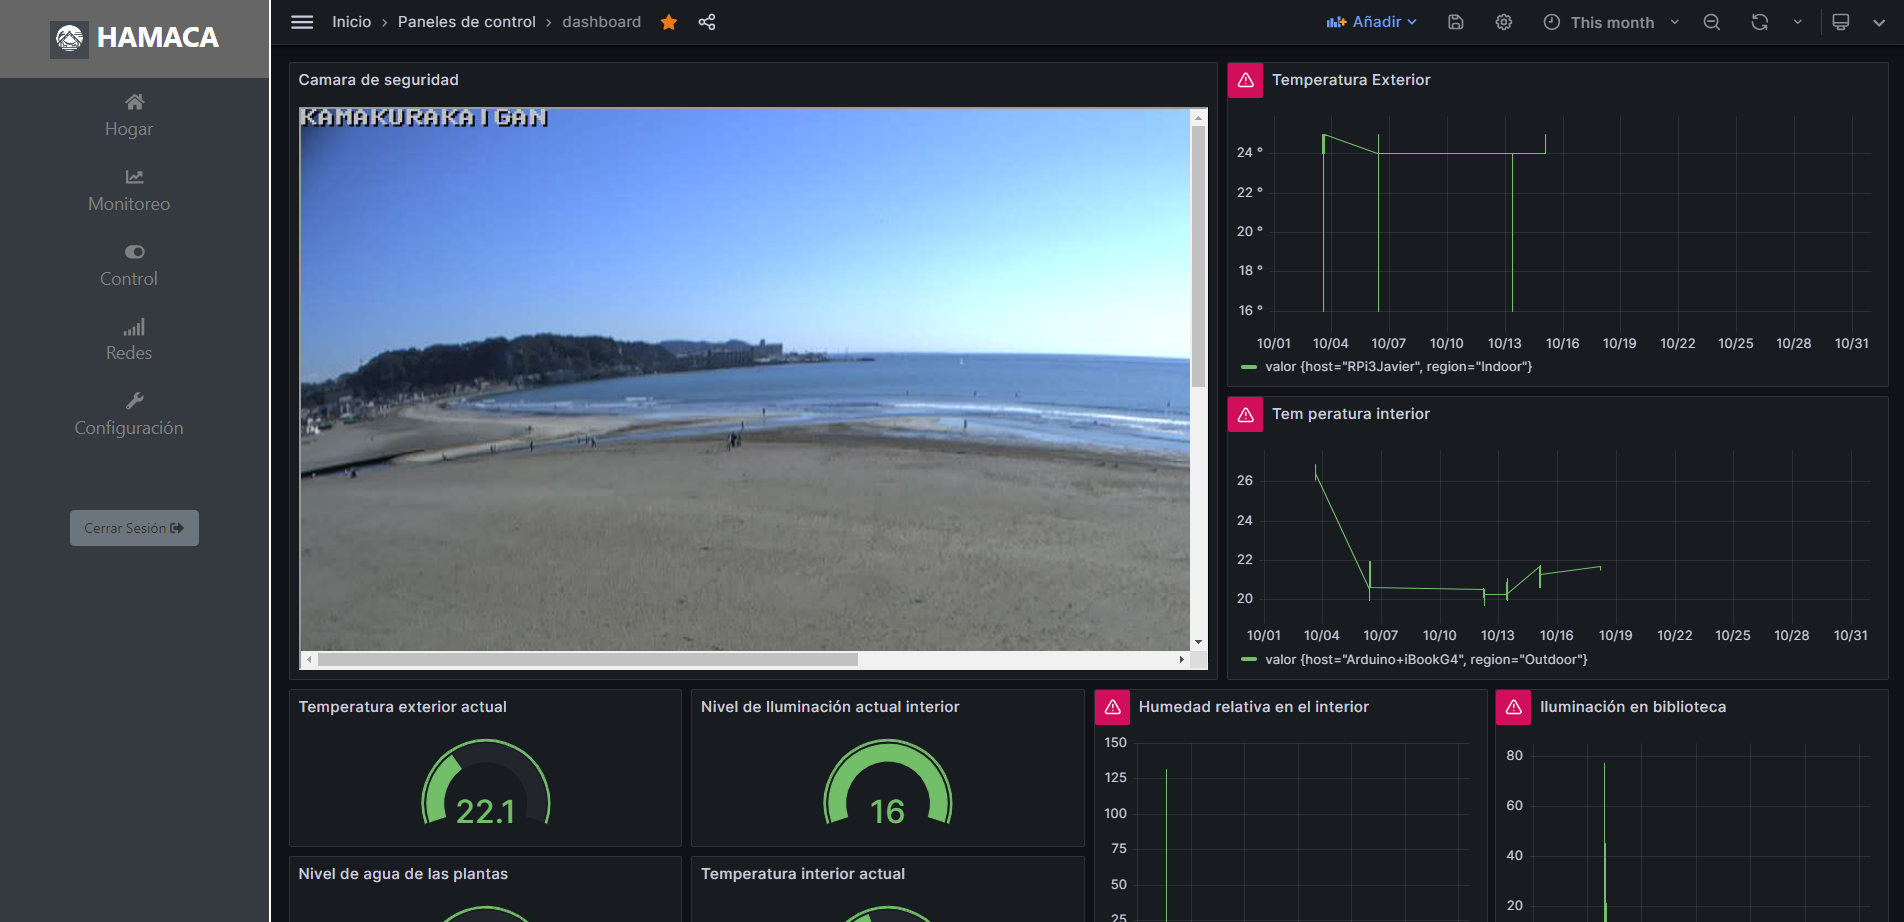 HAMACA
Hogar
Monitoreo
Control
Redes
Configuración
Cerrar Sesión
Inicio › Paneles de control › dashboard
Añadir
This month
Camara de seguridad
KAMAKURAKAIGAN
Temperatura Exterior
24 °
22 °
20 °
18 °
16 °
10/01 10/04 10/07 10/10 10/13 10/16 10/19 10/22 10/25 10/28 10/31
valor {host="RPi3Javier", region="Indoor"}
Tem peratura interior
26
24
22
20
10/01 10/04 10/07 10/10 10/13 10/16 10/19 10/22 10/25 10/28 10/31
valor {host="Arduino+iBookG4", region="Outdoor"}
Temperatura exterior actual
22.1
Nivel de Iluminación actual interior
16
Humedad relativa en el interior
150
125
100
75
50
25
Iluminación en biblioteca
80
60
40
20
Nivel de agua de las plantas
Temperatura interior actual